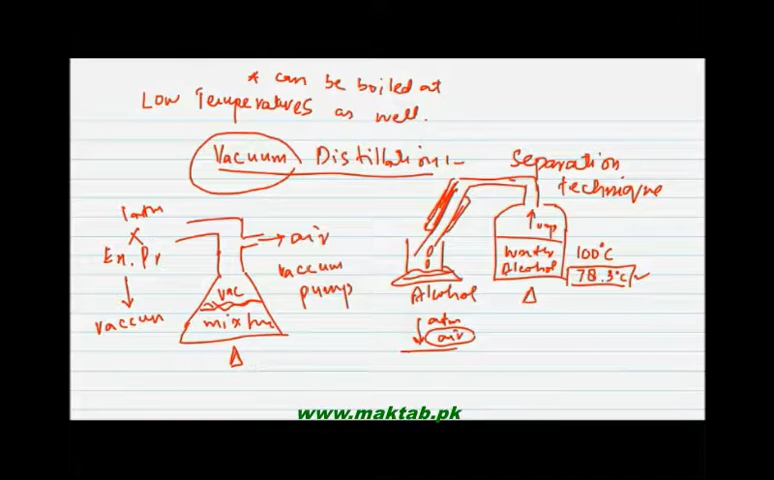 * can be boiled at
Low Temperatures as well.
Vacuum Distillation:-
Separation
technique
1atm
Ex. Pr
vaccum
air
vaccum
pump
vac
mixture
Δ
vap
water
Alcohol
100°C
78.3°C
Δ
Alcohol
atm
air
www.maktab.pk